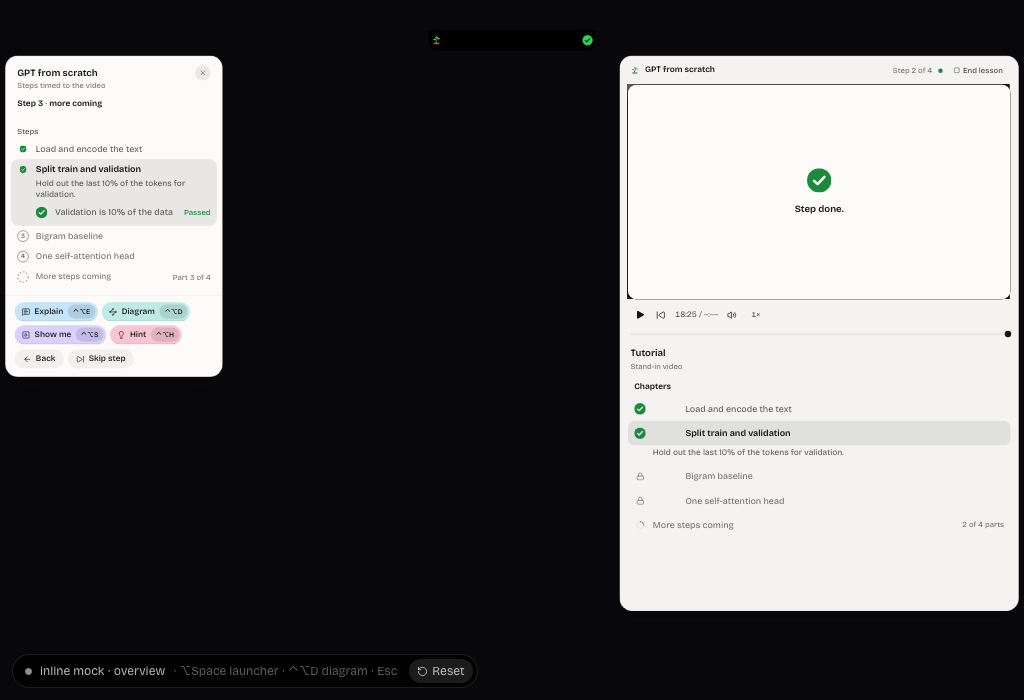 GPT from scratch
Steps timed to the video
Step 3 · more coming
Steps
Load and encode the text
Split train and validation
Hold out the last 10% of the tokens for
validation.
Validation is 10% of the data Passed
3 Bigram baseline
4 One self-attention head
More steps coming Part 3 of 4
Explain ^⌥E Diagram ^⌥D
Show me ^⌥S Hint ^⌥H
Back Skip step
GPT from scratch Step 2 of 4 End lesson
Step done.
18:25 / –:–– 1×
Tutorial
Stand-in video
Chapters
Load and encode the text
Split train and validation
Hold out the last 10% of the tokens for validation.
Bigram baseline
One self-attention head
More steps coming 2 of 4 parts
inline mock · overview · ⌥Space launcher · ^⌥D diagram · Esc Reset